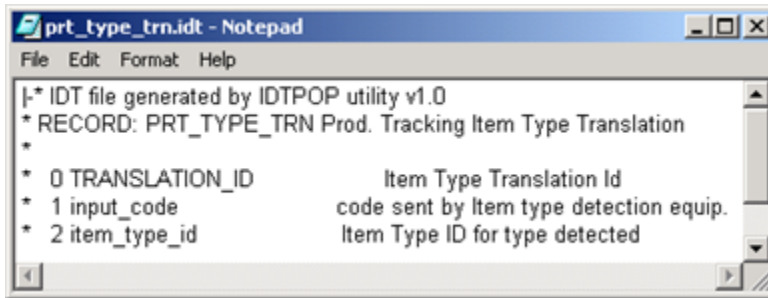 prt_type_trn.idt - Notepad
File Edit Format Help
|-* IDT file generated by IDTPOP utility v1.0
* RECORD: PRT_TYPE_TRN Prod. Tracking Item Type Translation
*
* 0 TRANSLATION_ID Item Type Translation Id
* 1 input_code code sent by Item type detection equip.
* 2 item_type_id Item Type ID for type detected